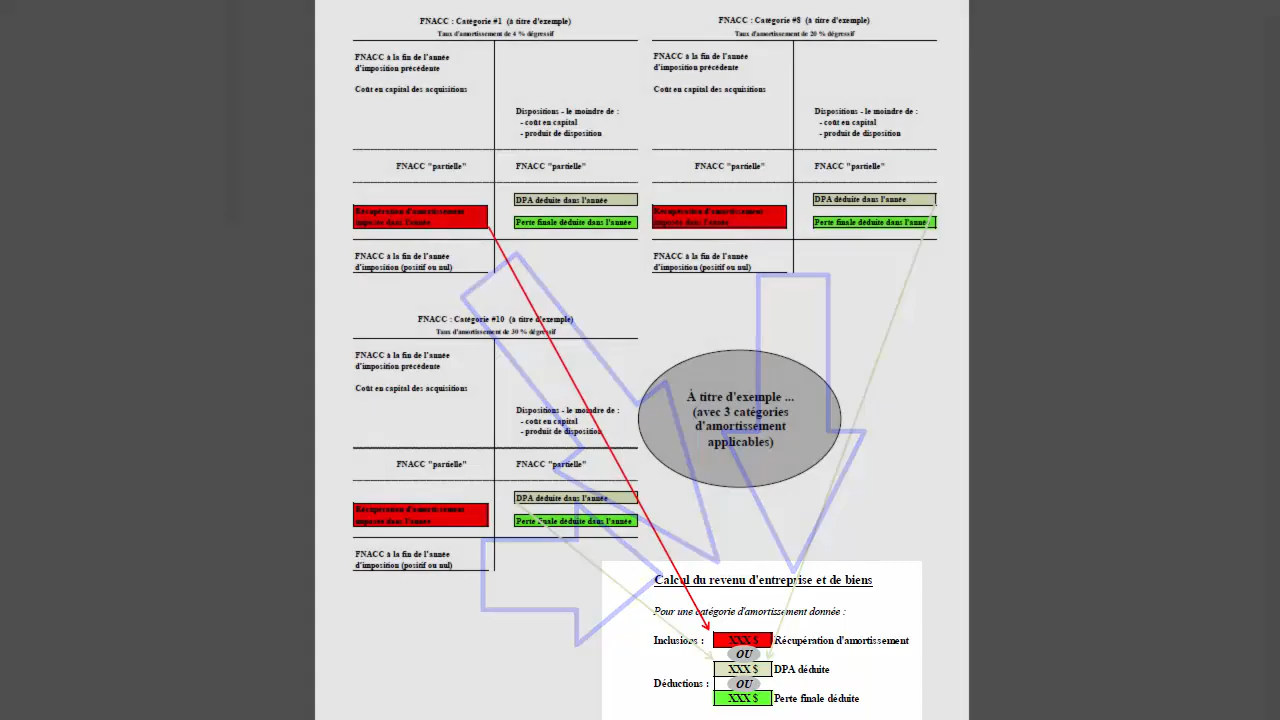 FNACC : Catégorie #1 (à titre d'exemple)
Taux d'amortissement de 4 % dégressif
FNACC à la fin de l'année
d'imposition précédente
Coût en capital des acquisitions
Dispositions - le moindre de :
- coût en capital
- produit de disposition
FNACC "partielle"
FNACC "partielle"
DPA déduite dans l'année
Récupération d'amortissement
imposée dans l'année
Perte finale déduite dans l'année
FNACC à la fin de l'année
d'imposition (positif ou nul)
FNACC : Catégorie #8 (à titre d'exemple)
Taux d'amortissement de 20 % dégressif
FNACC à la fin de l'année
d'imposition précédente
Coût en capital des acquisitions
Dispositions - le moindre de :
- coût en capital
- produit de disposition
FNACC "partielle"
FNACC "partielle"
DPA déduite dans l'année
Récupération d'amortissement
imposée dans l'année
Perte finale déduite dans l'année
FNACC à la fin de l'année
d'imposition (positif ou nul)
FNACC : Catégorie #10 (à titre d'exemple)
Taux d'amortissement de 30 % dégressif
FNACC à la fin de l'année
d'imposition précédente
Coût en capital des acquisitions
Dispositions - le moindre de :
- coût en capital
- produit de disposition
FNACC "partielle"
FNACC "partielle"
DPA déduite dans l'année
Récupération d'amortissement
imposée dans l'année
Perte finale déduite dans l'année
FNACC à la fin de l'année
d'imposition (positif ou nul)
À titre d'exemple ...
(avec 3 catégories
d'amortissement
applicables)
Calcul du revenu d'entreprise et de biens
Pour une catégorie d'amortissement donnée :
Inclusions : XXX $ Récupération d'amortissement
OU
XXX $ DPA déduite
Déductions : OU
XXX $ Perte finale déduite